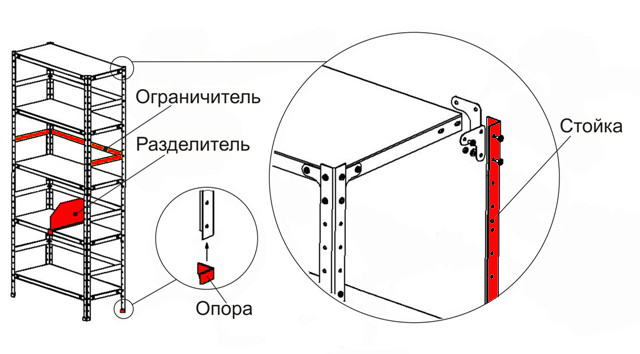 Ограничитель
Разделитель
Стойка
Опора